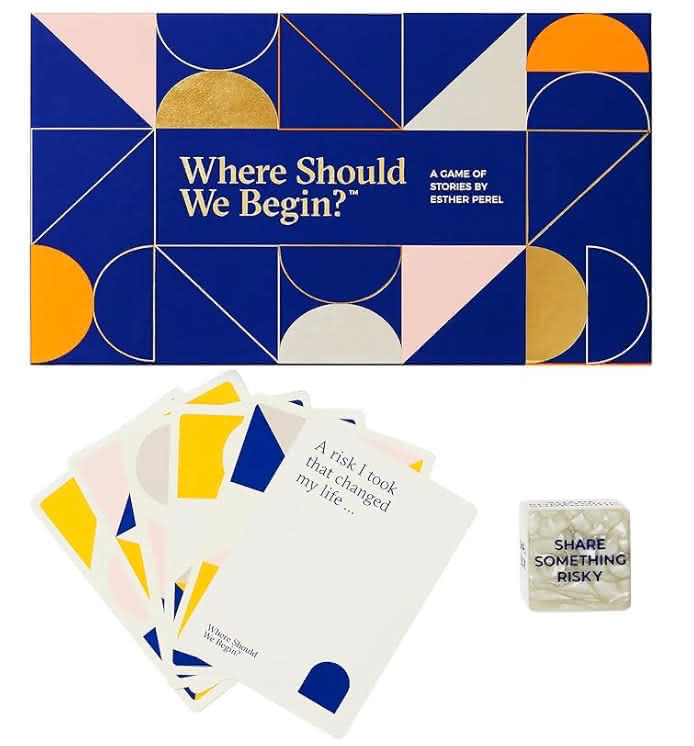 Where Should
We Begin?™
A GAME OF
STORIES BY
ESTHER PEREL
A risk I took
that changed
my life ...
Where Should
We Begin?
SHARE
SOMETHING
RISKY